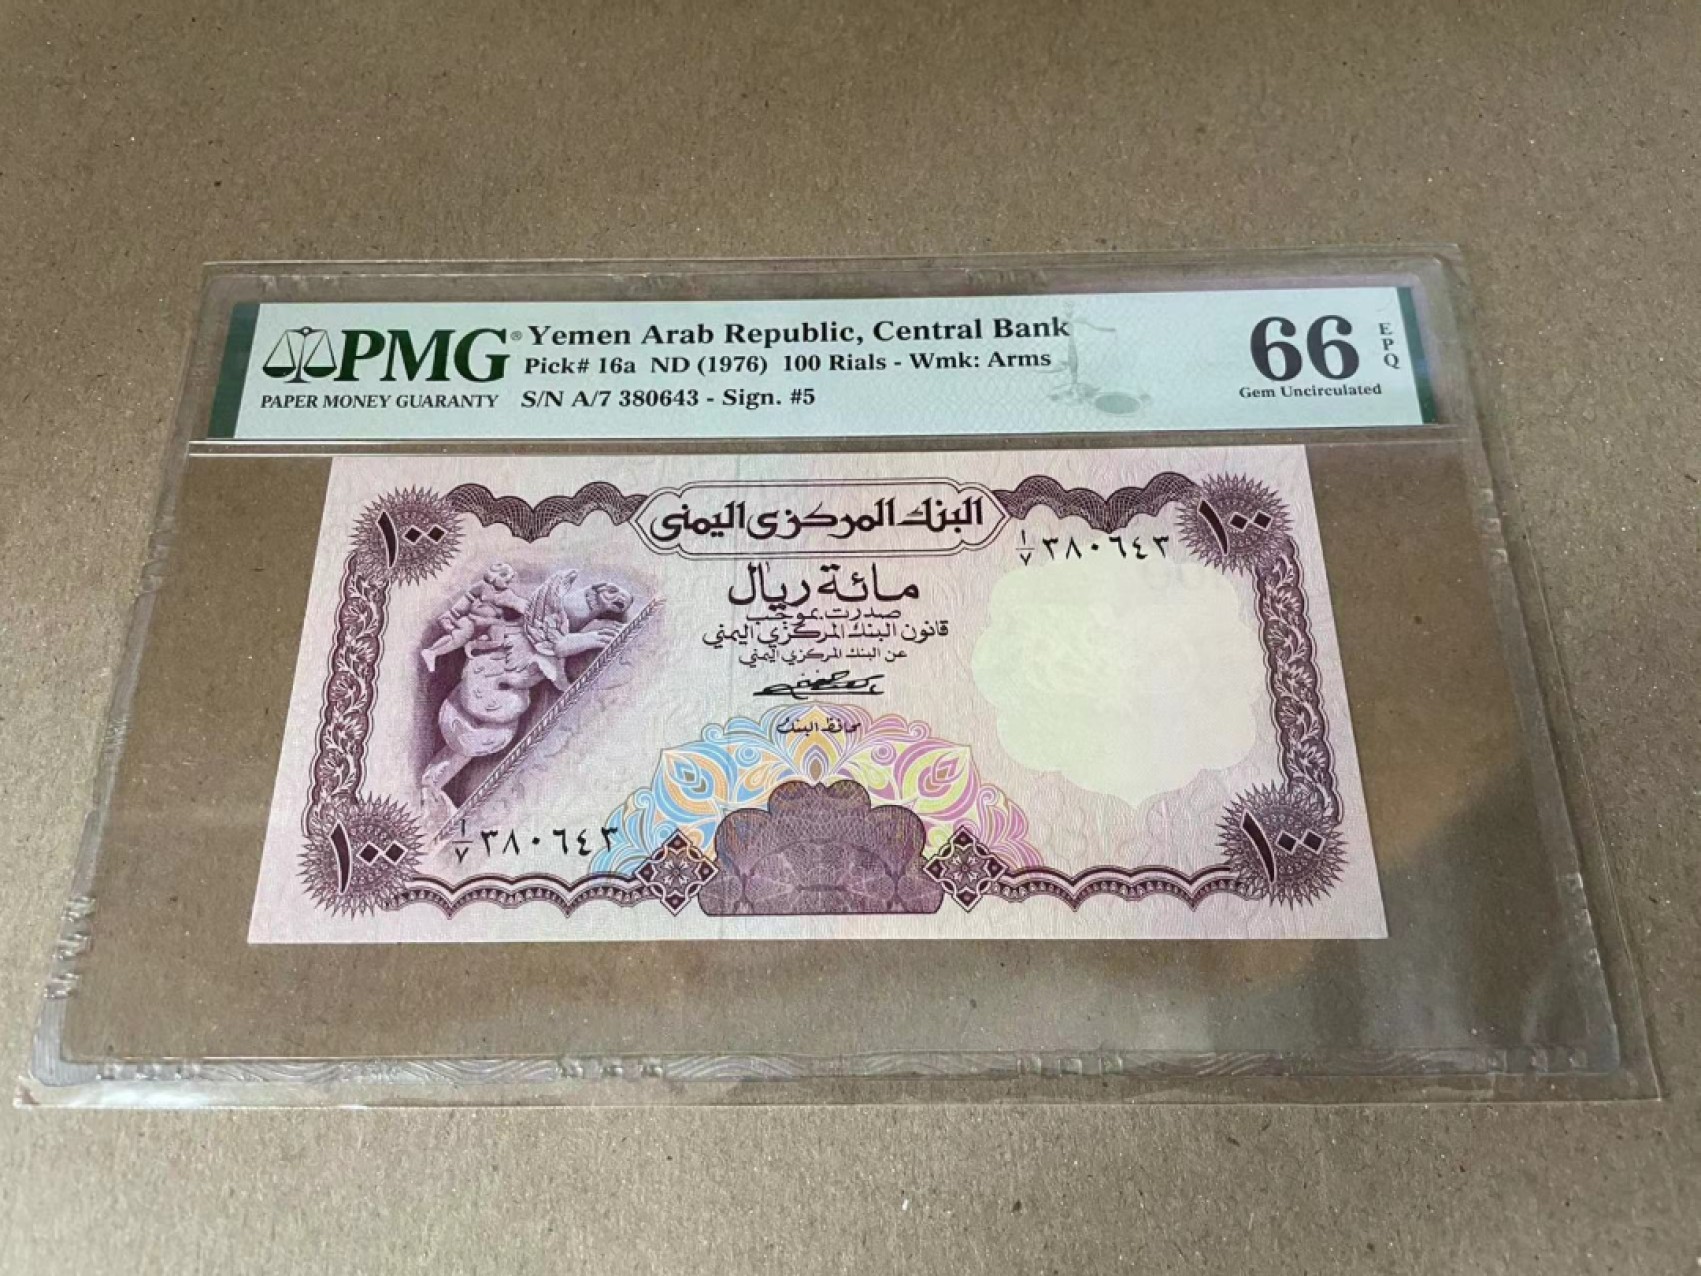 PMG® Yemen Arab Republic, Central Bank
Pick# 16a ND (1976) 100 Rials - Wmk: Arms
PAPER MONEY GUARANTY S/N A/7 380643 - Sign. #5
66 EPQ
Gem Uncirculated
البنك المركزي اليمني
١٠٠ ١٠٠
١/٧ ٣٨٠٦٤٣
مائة ريال
صدرت بموجب
قانون البنك المركزي اليمني
عن البنك المركزي اليمني
محافظ البنك
١/٧ ٣٨٠٦٤٣
١٠٠ ١٠٠